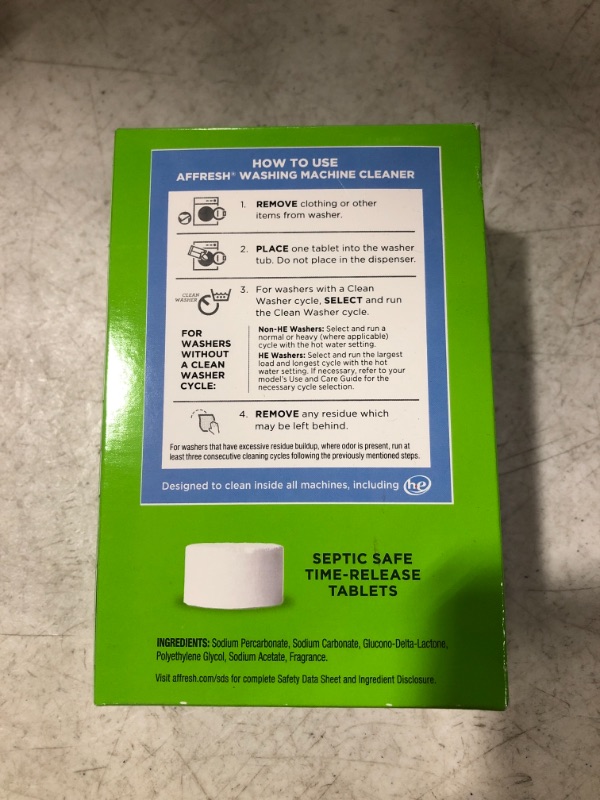 HOW TO USE
AFFRESH® WASHING MACHINE CLEANER
1. REMOVE clothing or other
items from washer.
2. PLACE one tablet into the washer
tub. Do not place in the dispenser.
CLEAN
WASHER
3. For washers with a Clean
Washer cycle, SELECT and run
the Clean Washer cycle.
FOR
WASHERS
WITHOUT
A CLEAN
WASHER
CYCLE:
Non-HE Washers: Select and run a
normal or heavy (where applicable)
cycle with the hot water setting.
HE Washers: Select and run the largest
load and longest cycle with the hot
water setting. If necessary, refer to your
model's Use and Care Guide for the
necessary cycle selection.
4. REMOVE any residue which
may be left behind.
For washers that have excessive residue buildup, where odor is present, run at
least three consecutive cleaning cycles following the previously mentioned steps.
Designed to clean inside all machines, including he
SEPTIC SAFE
TIME-RELEASE
TABLETS
INGREDIENTS: Sodium Percarbonate, Sodium Carbonate, Glucono-Delta-Lactone,
Polyethylene Glycol, Sodium Acetate, Fragrance.
Visit affresh.com/sds for complete Safety Data Sheet and Ingredient Disclosure.